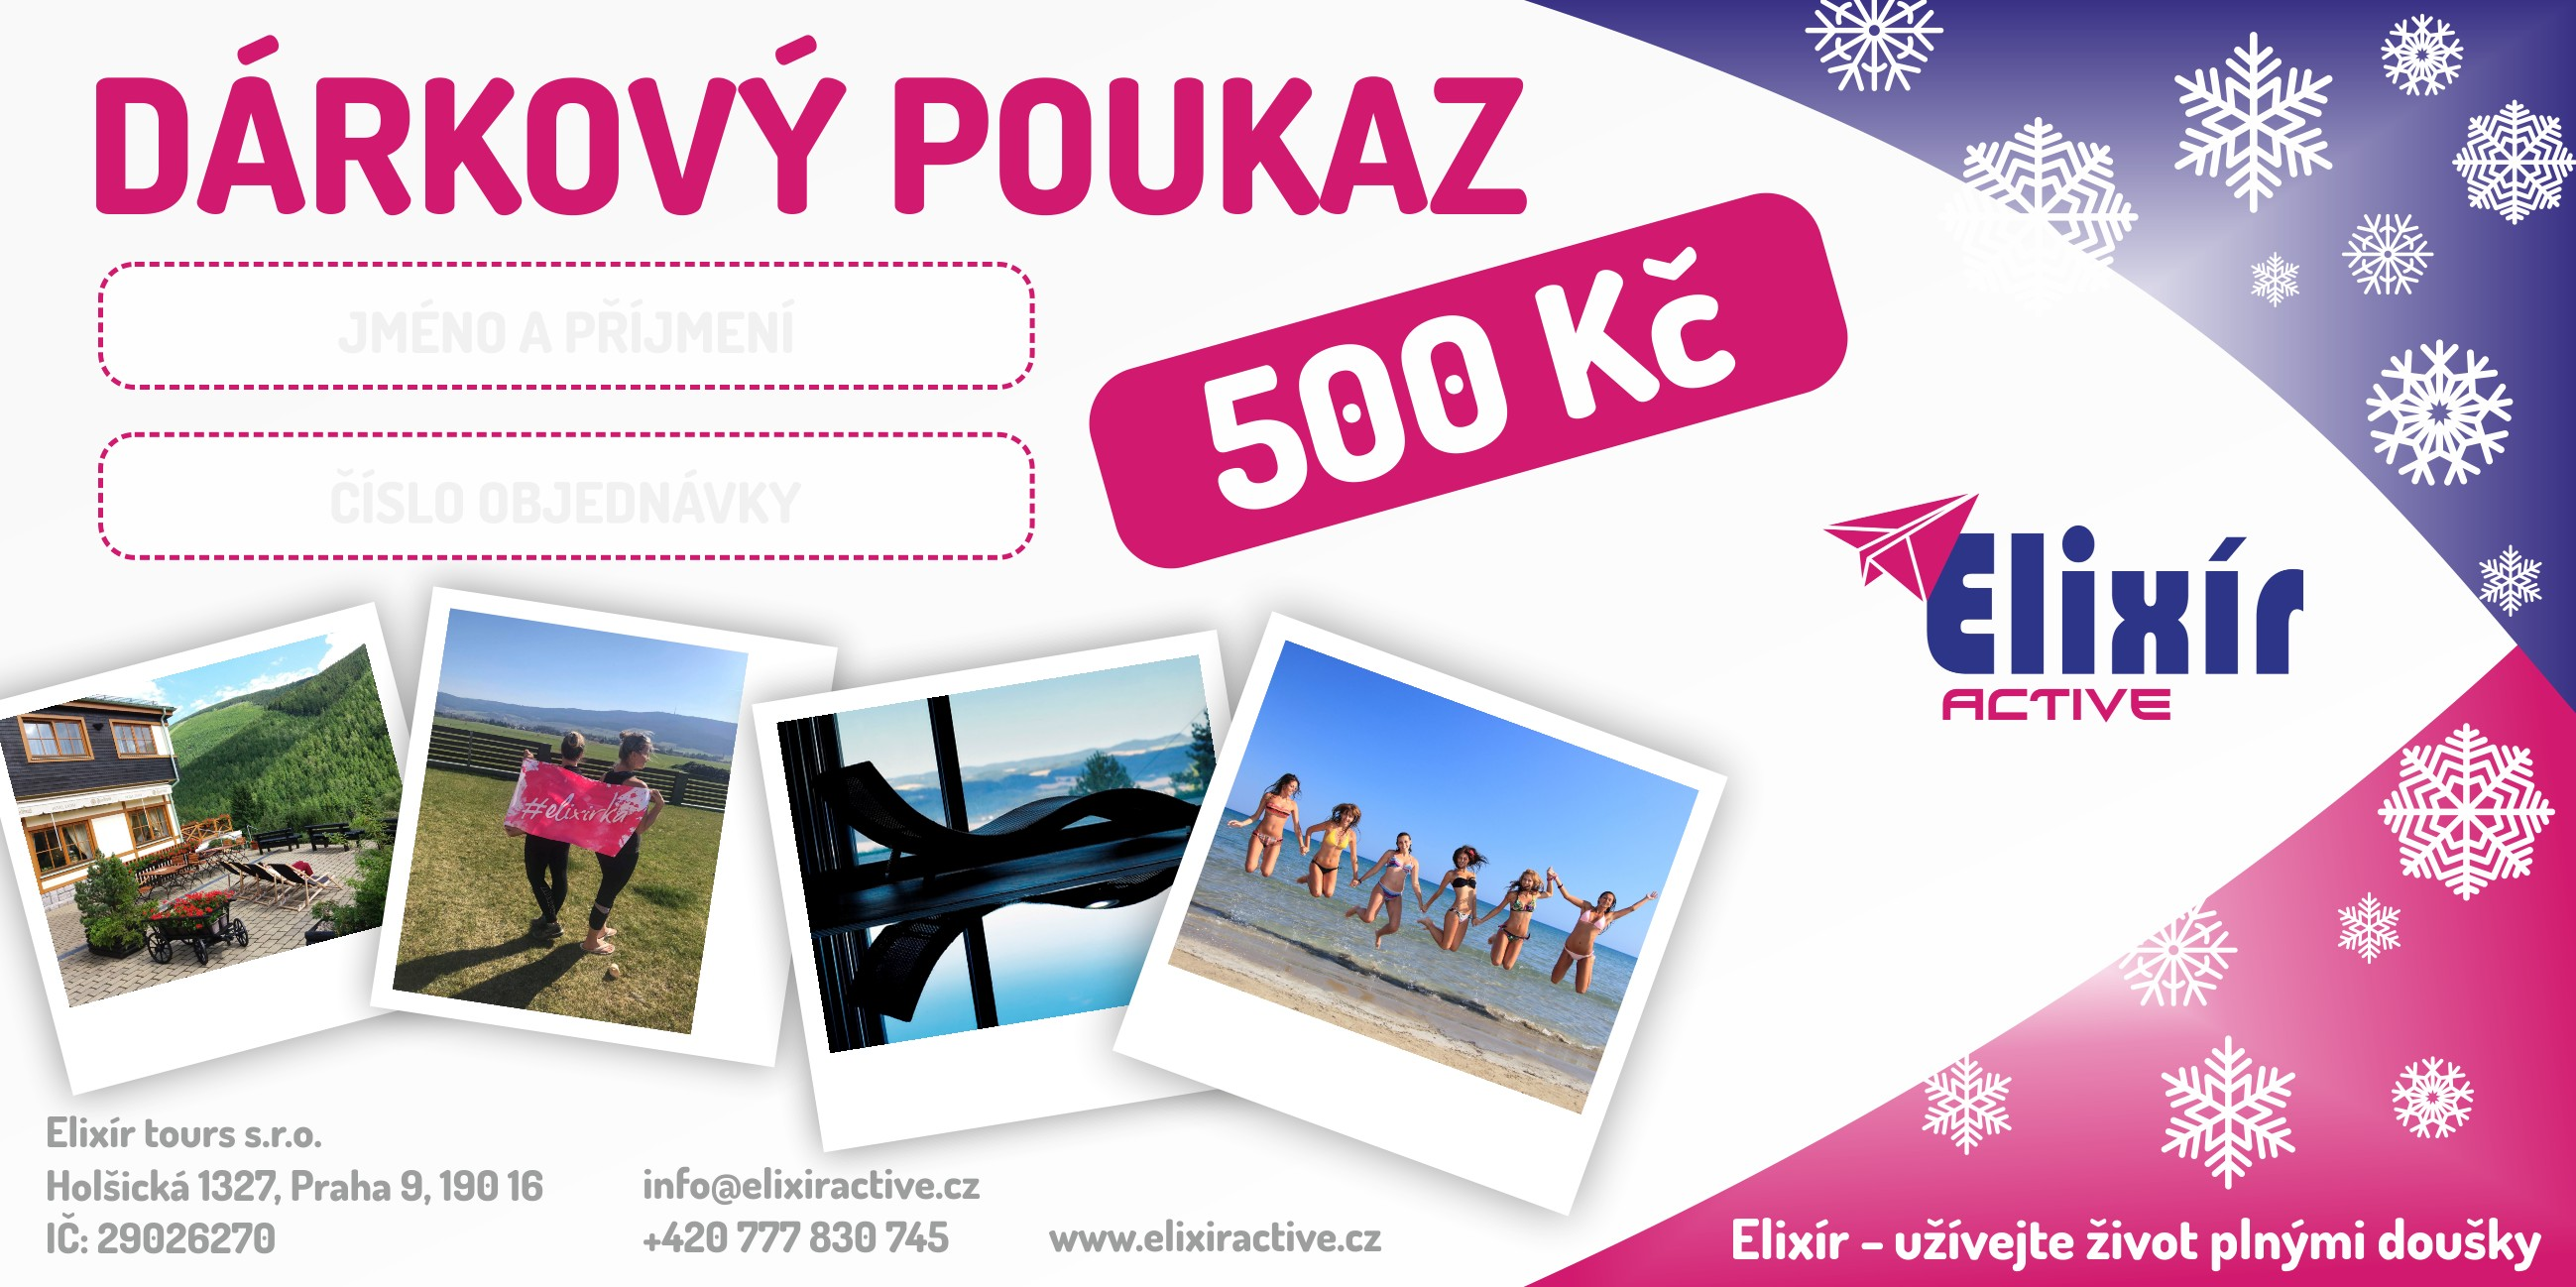 DÁRKOVÝ POUKAZ
JMÉNO A PŘÍJMENÍ
500 Kč
ČÍSLO OBJEDNÁVKY
Elixír
ACTIVE
#elixirka
Elixír tours s.r.o.
Holšická 1327, Praha 9, 190 16
IČ: 29026270
info@elixiractive.cz
+420 777 830 745
www.elixiractive.cz
Elixír – užívejte život plnými doušky